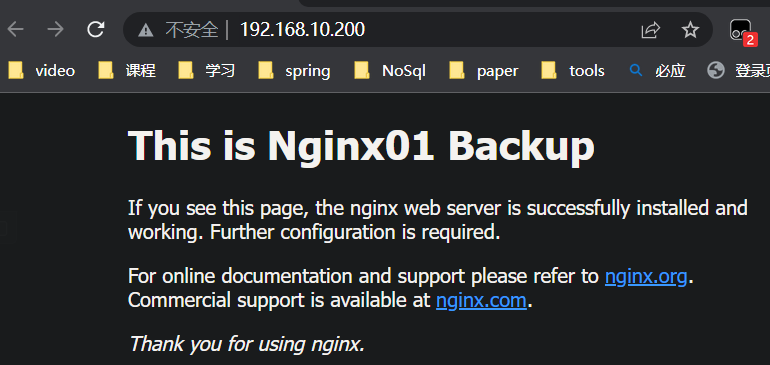 不安全 | 192.168.10.200
2
video 课程 学习 spring NoSql paper tools 必应 登录页
This is Nginx01 Backup
If you see this page, the nginx web server is successfully installed and
working. Further configuration is required.
For online documentation and support please refer to nginx.org.
Commercial support is available at nginx.com.
Thank you for using nginx.